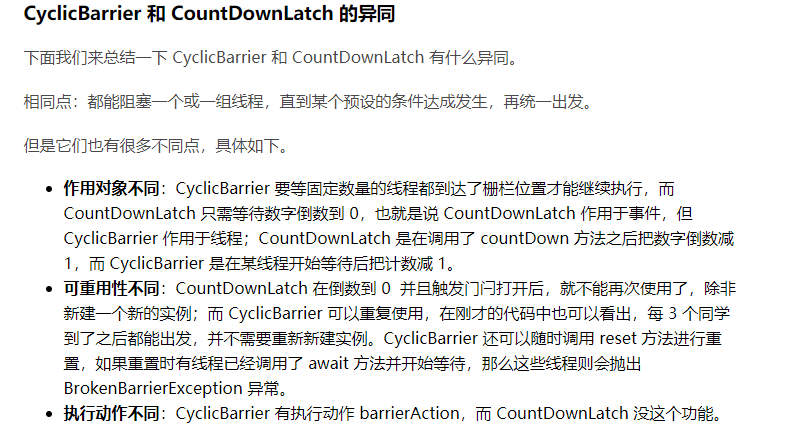 CyclicBarrier 和 CountDownLatch 的异同
下面我们来总结一下 CyclicBarrier 和 CountDownLatch 有什么异同。
相同点：都能阻塞一个或一组线程，直到某个预设的条件达成发生，再统一出发。
但是它们也有很多不同点，具体如下。
• 作用对象不同：CyclicBarrier 要等固定数量的线程都到达了栅栏位置才能继续执行，而
CountDownLatch 只需等待数字倒数到 0，也就是说 CountDownLatch 作用于事件，但
CyclicBarrier 作用于线程；CountDownLatch 是在调用了 countDown 方法之后把数字倒数减
1，而 CyclicBarrier 是在某线程开始等待后把计数减 1。
• 可重用性不同：CountDownLatch 在倒数到 0 并且触发门闩打开后，就不能再次使用了，除非
新建一个新的实例；而 CyclicBarrier 可以重复使用，在刚才的代码中也可以看出，每 3 个同学
到了之后都能出发，并不需要重新新建实例。CyclicBarrier 还可以随时调用 reset 方法进行重
置，如果重置时有线程已经调用了 await 方法并开始等待，那么这些线程则会抛出
BrokenBarrierException 异常。
• 执行动作不同：CyclicBarrier 有执行动作 barrierAction，而 CountDownLatch 没这个功能。